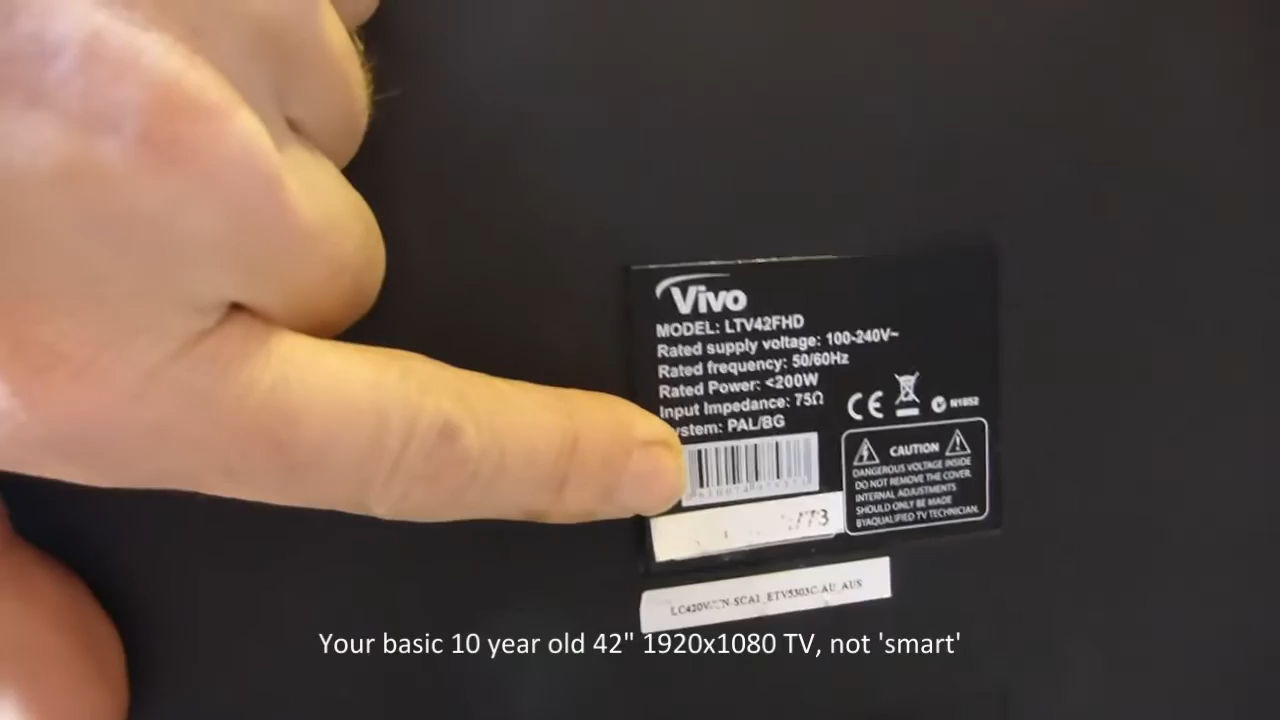 Vivo
MODEL: LTV42FHD
Rated supply voltage: 100-240V~
Rated frequency: 50/60Hz
Rated Power: <200W
Input Impedance: 75Ω
ystem: PAL/BG
CE
N1852
CAUTION
DANGEROUS VOLTAGE INSIDE
DO NOT REMOVE THE COVER.
INTERNAL ADJUSTMENTS
SHOULD ONLY BE MADE
BYAQUALIFIED TV TECHNICIAN.
Your basic 10 year old 42" 1920x1080 TV, not 'smart'